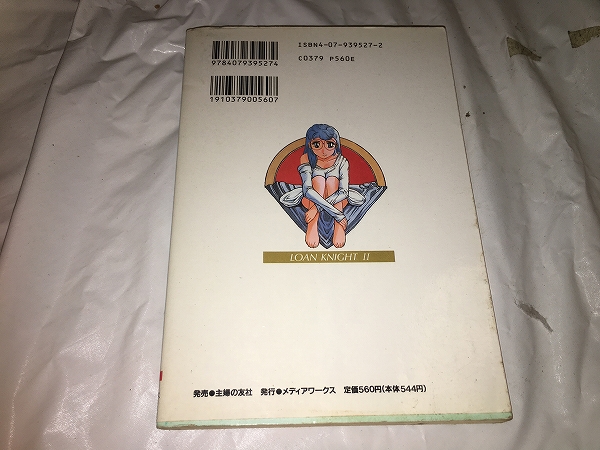 ISBN4-07-939527-2
9784079395274
C0379 P560E
1910379005607
LOAN KNIGHT II
発売●主婦の友社 発行●メディアワークス 定価560円(本体544円)